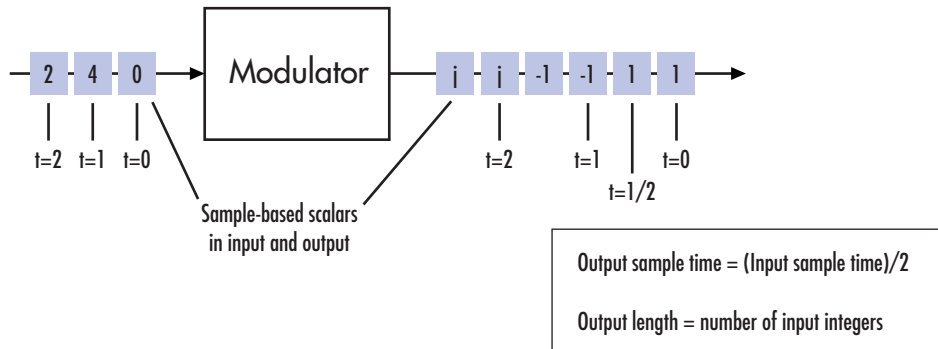 2 4 0
Modulator
j j -1 -1 1 1
t=2 t=1 t=0
t=2 t=1 t=0
t=1/2
Sample-based scalars
in input and output
Output sample time = (Input sample time)/2
Output length = number of input integers